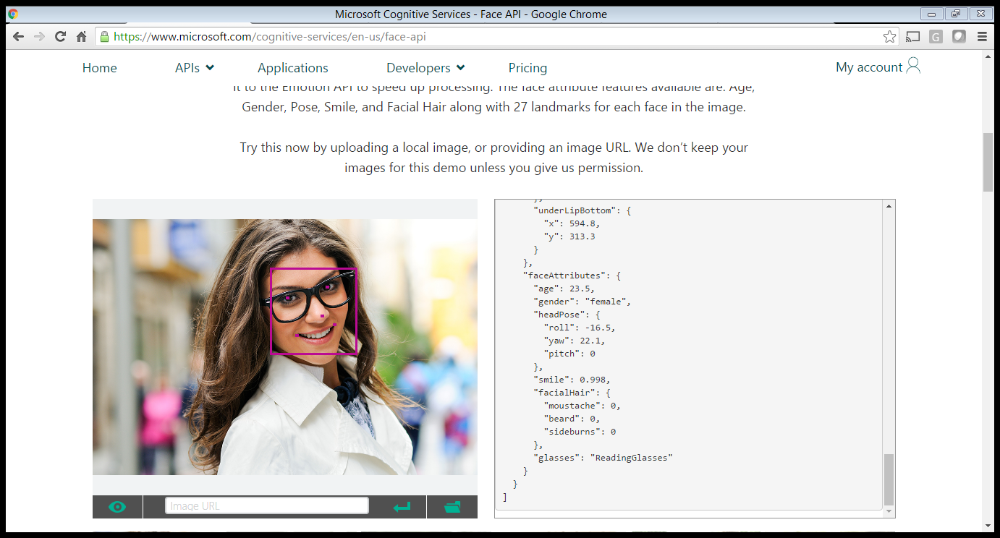 Microsoft Cognitive Services - Face API - Google Chrome
https://www.microsoft.com/cognitive-services/en-us/face-api
G
Home APIs Applications Developers Pricing My account
it to the Emotion API to speed up processing. The face attribute features available are: Age,
Gender, Pose, Smile, and Facial Hair along with 27 landmarks for each face in the image.
Try this now by uploading a local image, or providing an image URL. We don’t keep your
images for this demo unless you give us permission.
},
"underLipBottom": {
"x": 594.8,
"y": 313.3
}
},
"faceAttributes": {
"age": 23.5,
"gender": "female",
"headPose": {
"roll": -16.5,
"yaw": 22.1,
"pitch": 0
},
"smile": 0.998,
"facialHair": {
"moustache": 0,
"beard": 0,
"sideburns": 0
},
"glasses": "ReadingGlasses"
}
}
]
Image URL